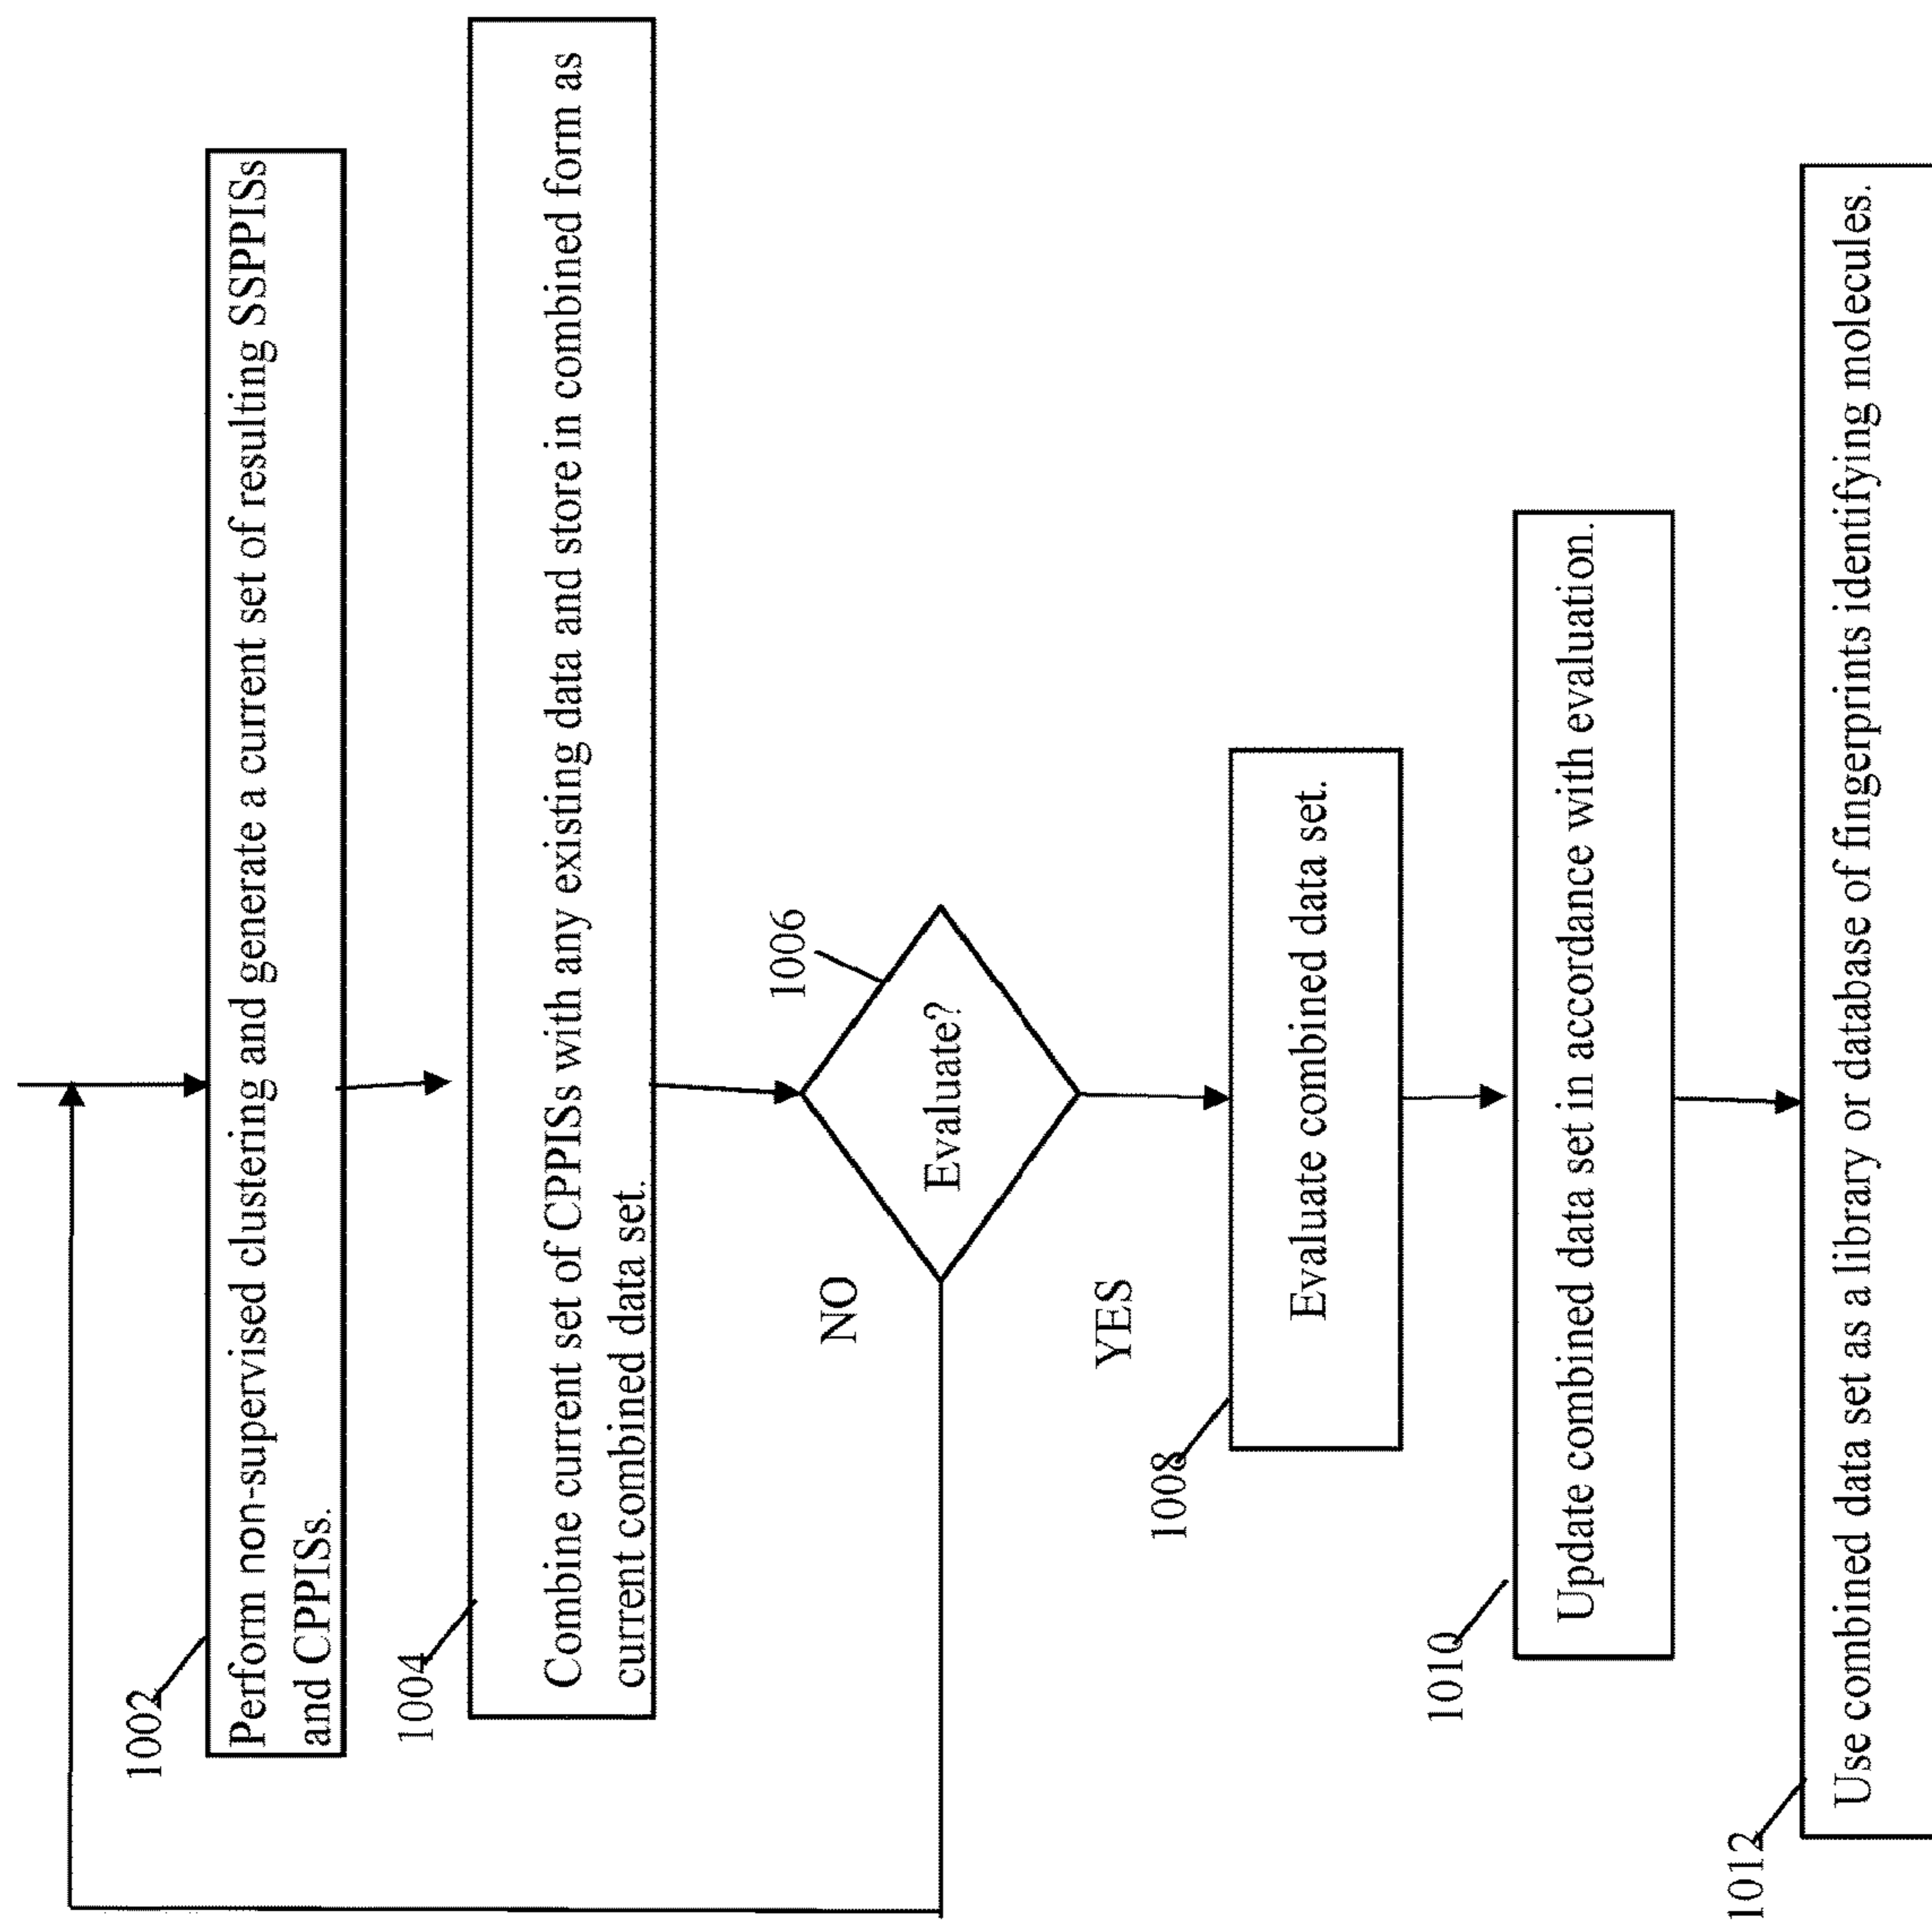 1002
Perform non-supervised clustering and generate a current set of resulting SSPPISs
and CPPISs.
1004
Combine current set of CPPISs with any existing data and store in combined form as
current combined data set.
1006
Evaluate?
NO
YES
1008
Evaluate combined data set.
1010
Update combined data set in accordance with evaluation.
1012
Use combined data set as a library or database of fingerprints identifying molecules.